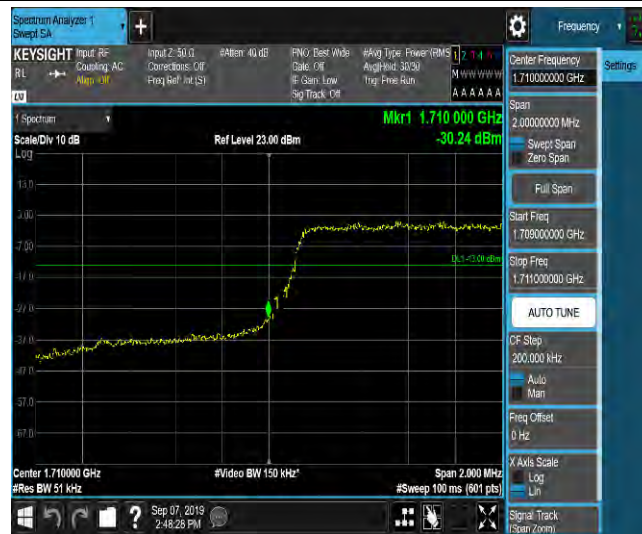 Spectrum Analyzer 1
Swept SA
+
Frequency
KEYSIGHT
RL
Input: RF
Coupling: AC
Align: Off
Input Z: 50 Ω
Corrections: Off
Freq Ref: Int (S)
#Atten: 40 dB
PNO: Best Wide
Gate: Off
IF Gain: Low
Sig Track: Off
#Avg Type: Power (RMS
Avg|Hold: 30/30
Trig: Free Run
M W W W W W
A A A A A A
1 Spectrum
Scale/Div 10 dB
Log
Ref Level 23.00 dBm
Mkr1 1.710 000 GHz
-30.24 dBm
13.0
3.00
-7.00
-17.0
-27.0
-37.0
-47.0
-57.0
-67.0
DL1 -13.00 dBm
1
Center 1.710000 GHz
#Res BW 51 kHz
#Video BW 150 kHz*
Span 2.000 MHz
#Sweep 100 ms (601 pts)
Sep 07, 2019
2:48:28 PM
?
Center Frequency
1.710000000 GHz
Settings
Span
2.00000000 MHz
Swept Span
Zero Span
Full Span
Start Freq
1.709000000 GHz
Stop Freq
1.711000000 GHz
AUTO TUNE
CF Step
200.000 kHz
Auto
Man
Freq Offset
0 Hz
X Axis Scale
Log
Lin
Signal Track
(Span Zoom)